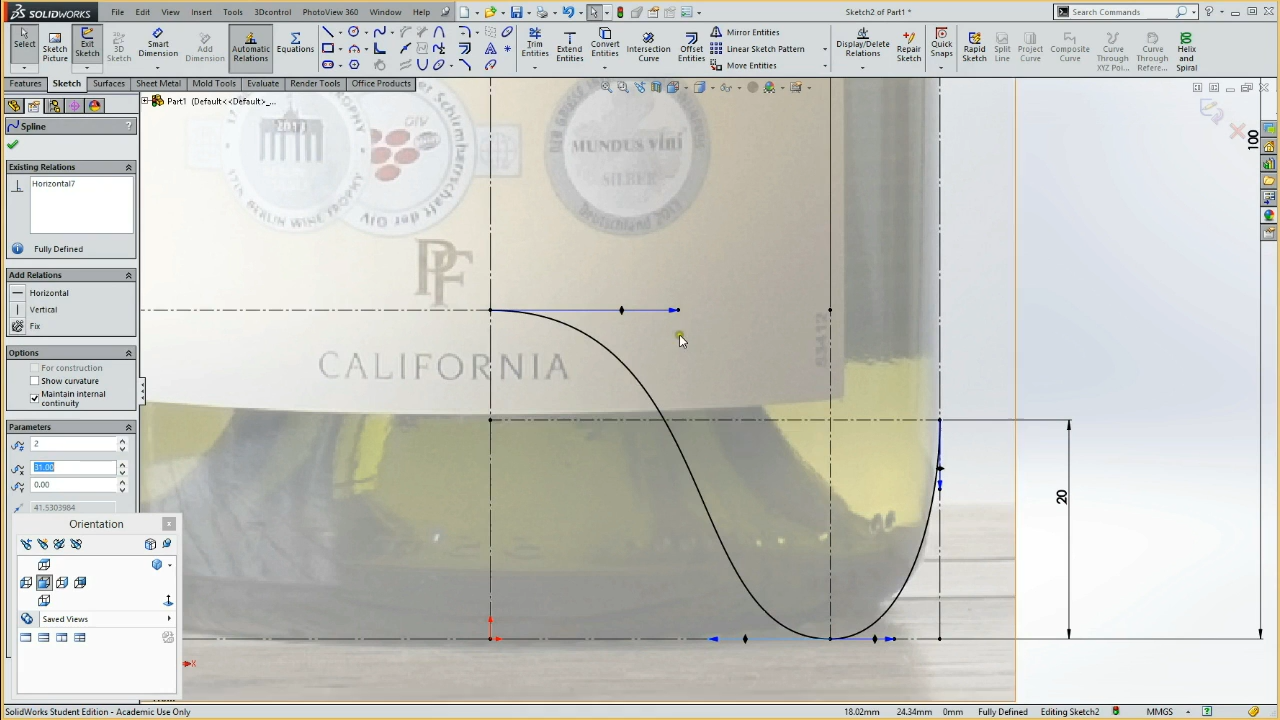 SOLIDWORKS File Edit View Insert Tools 3Dcontrol PhotoView 360 Window Help Sketch2 of Part1 * Search Commands
Select Sketch Picture Exit Sketch 3D Sketch Smart Dimension Add Dimension Automatic Relations Equations Trim Entities Extend Entities Convert Entities Intersection Curve Offset Entities Mirror Entities Linear Sketch Pattern Move Entities Display/Delete Relations Repair Sketch Quick Snaps Rapid Sketch Split Line Project Curve Composite Curve Curve Through XYZ Poi... Curve Through Refere... Helix and Spiral
Features Sketch Sheet Metal Mold Tools Surfaces Evaluate Render Tools Office Products
Part1 (Default<<Default>_...
Spline ?
Existing Relations
Horizontal7
Fully Defined
Add Relations
Horizontal
Vertical
Fix
Options
For construction
Show curvature
Maintain internal continuity
Parameters
2
31.00
0.00
41.5303984
Orientation
Saved Views
BERLIN WINE TROPHY
MUNDUS vini
SILBER
Deutschland
PF
CALIFORNIA
100
20
X
SolidWorks Student Edition - Academic Use Only 18.02mm 24.34mm 0mm Fully Defined Editing Sketch2 MMGS